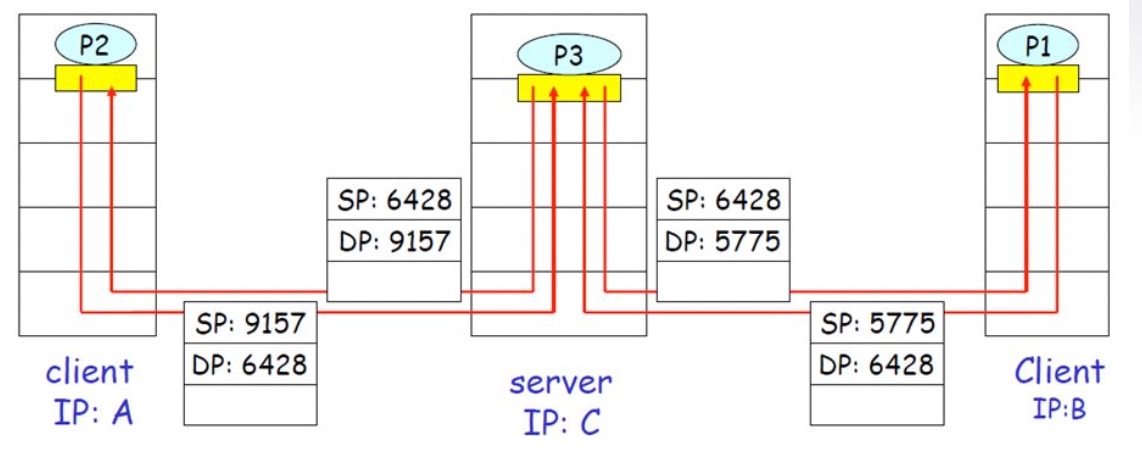 P2
P3
P1
SP: 6428
DP: 9157
SP: 6428
DP: 5775
SP: 9157
DP: 6428
SP: 5775
DP: 6428
client
IP: A
server
IP: C
Client
IP:B